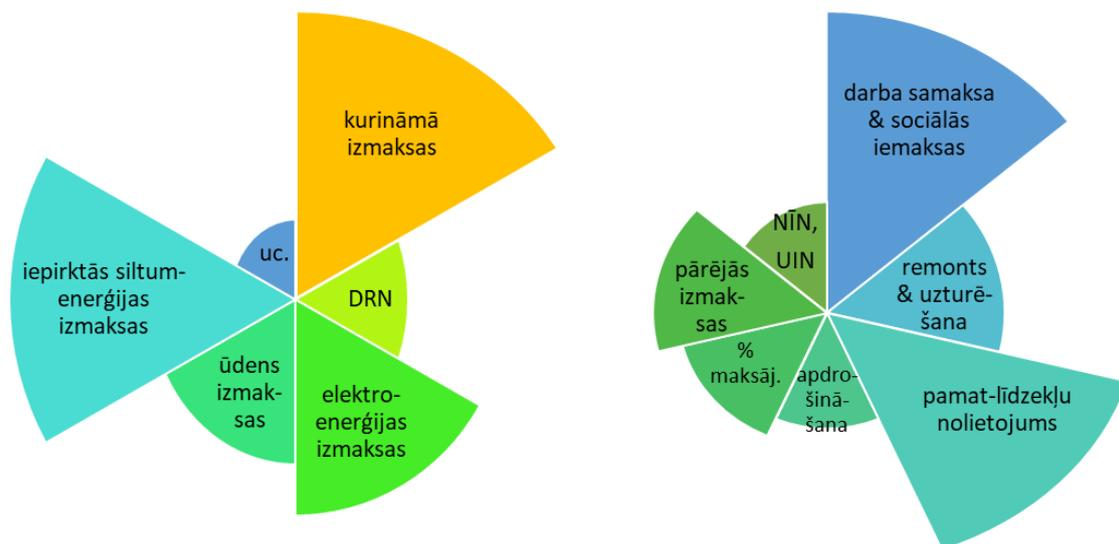 kurināmā
izmaksas
DRN
elektro-
enerģijas
izmaksas
ūdens
izmak-
sas
iepirktās siltum-
enerģijas
izmaksas
uc.
darba samaksa
& sociālās
iemaksas
remonts
& uzturē-
šana
pamat-līdzekļu
nolietojums
apdro-
šinā-
šana
%
maksāj.
pārējās
izmak-
sas
NĪN,
UIN